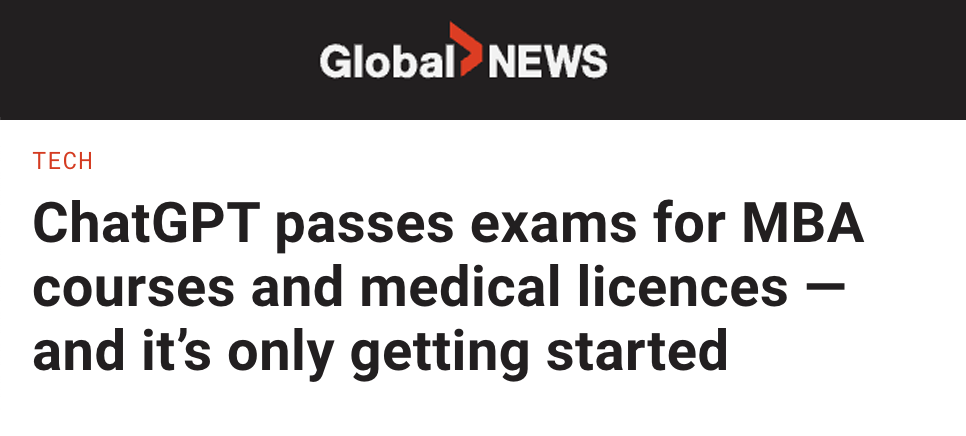 Global NEWS
TECH
ChatGPT passes exams for MBA
courses and medical licences —
and it’s only getting started